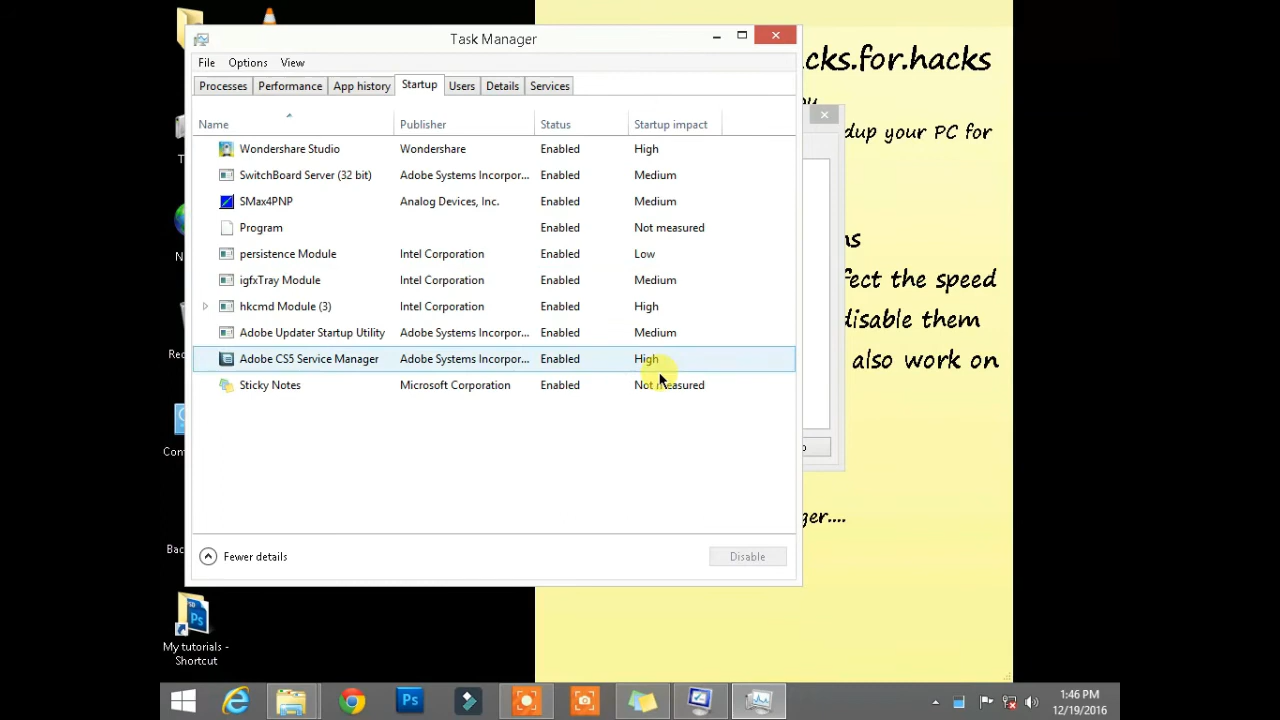 Task Manager
cks.for.hacks
File Options View
dup your PC for
Processes Performance App history Startup Users Details Services
Name Publisher Status Startup impact
Wondershare Studio Wondershare Enabled High
SwitchBoard Server (32 bit) Adobe Systems Incorpor... Enabled Medium
SMax4PNP Analog Devices, Inc. Enabled Medium
Program Enabled Not measured
persistence Module Intel Corporation Enabled Low
igfxTray Module Intel Corporation Enabled Medium
fect the speed
hkcmd Module (3) Intel Corporation Enabled High
disable them
Adobe Updater Startup Utility Adobe Systems Incorpor... Enabled Medium
Adobe CS5 Service Manager Adobe Systems Incorpor... Enabled High
also work on
Sticky Notes Microsoft Corporation Enabled Not measured
Rec
Con
ger....
Bac
Fewer details Disable
My tutorials -
Shortcut
Ps
1:46 PM
12/19/2016